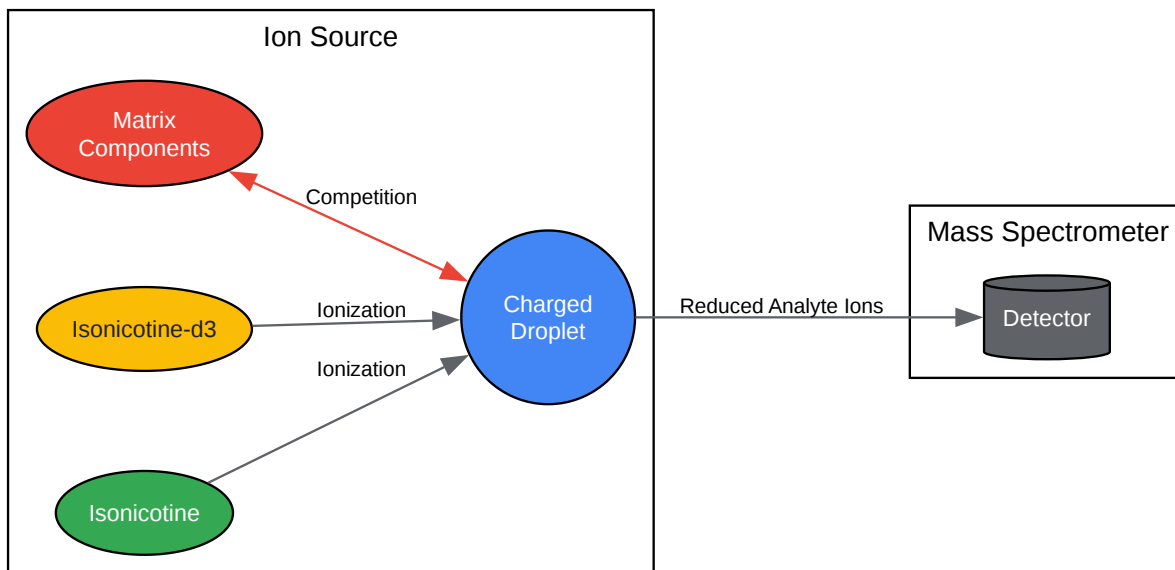 Ion Source
Matrix
Components
Competition
Mass Spectrometer
Isonicotine-d3
Ionization
Charged
Droplet
Reduced Analyte Ions
Detector
Ionization
Isonicotine